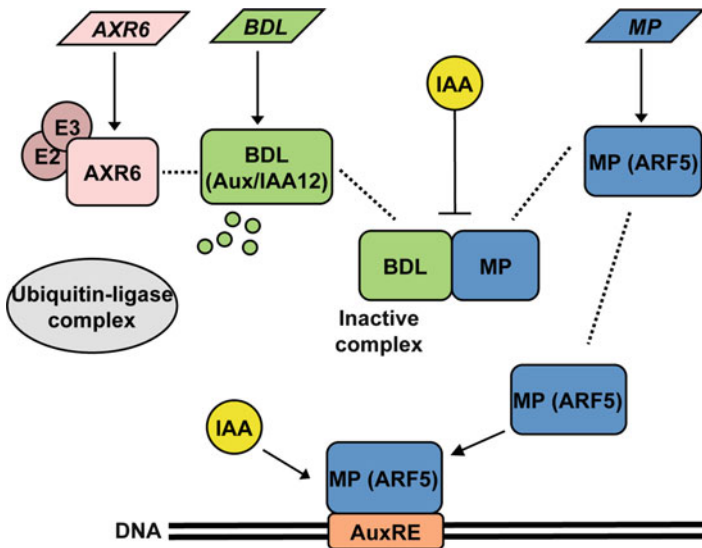 AXR6
BDL
MP
IAA
E3
E2
AXR6
BDL
(Aux/IAA12)
MP (ARF5)
BDL
MP
Ubiquitin-ligase
complex
Inactive
complex
MP (ARF5)
IAA
MP (ARF5)
DNA
AuxRE